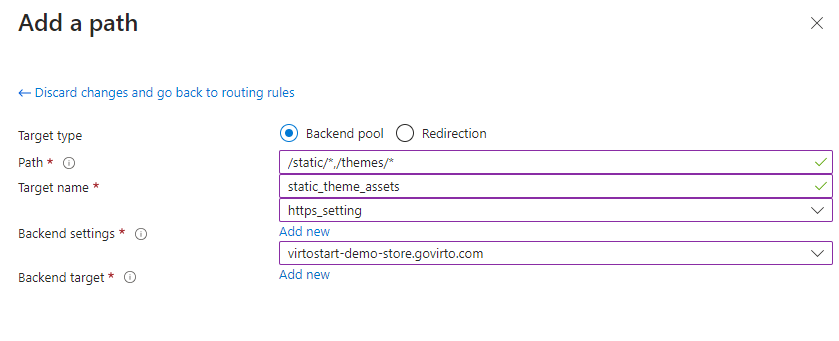 Add a path
← Discard changes and go back to routing rules
Target type Backend pool Redirection
Path * /static/*,/themes/*
Target name * static_theme_assets
https_setting
Backend settings * Add new
virtostart-demo-store.govirto.com
Backend target * Add new